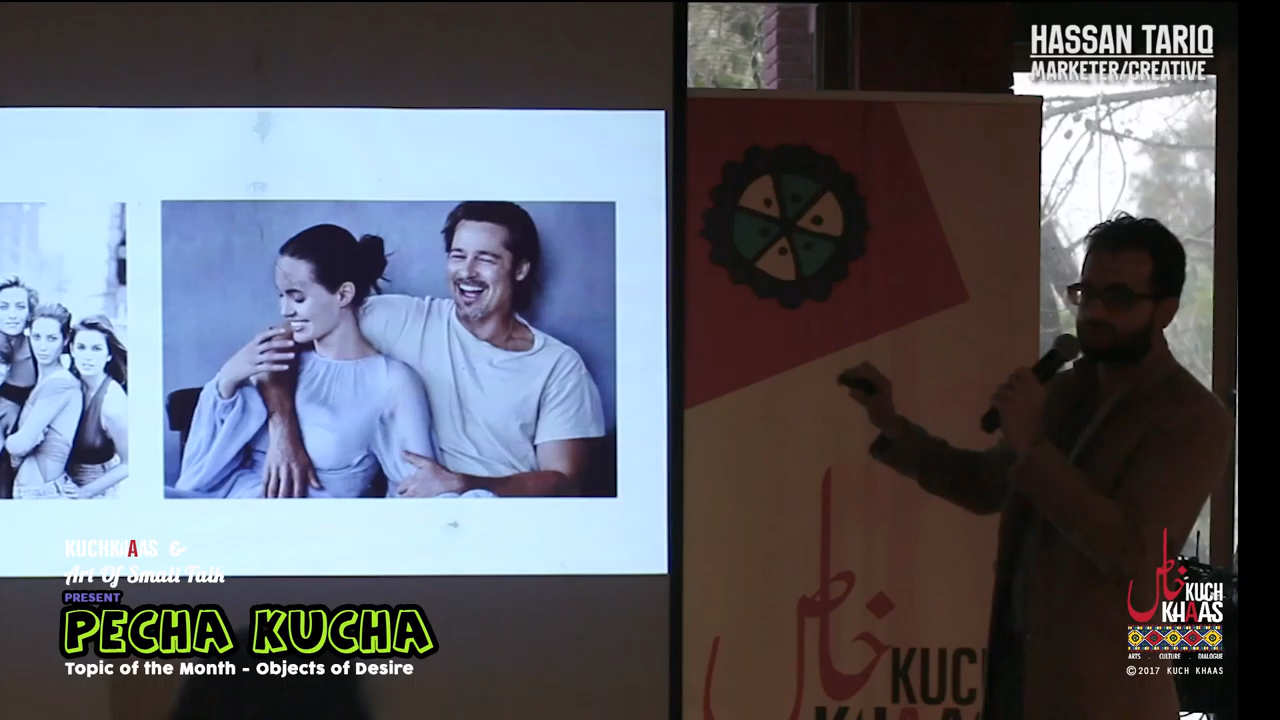 HASSAN TARIQ
MARKETER/CREATIVE
KUCHKHAAS &
Art Of Small Talk
PRESENT
PECHA KUCHA
Topic of the Month - Objects of Desire
خاص
KUCH
KHAAS
خاص
KUCH
KHAAS
ARTS . CULTURE . DIALOGUE
©2017 KUCH KHAAS